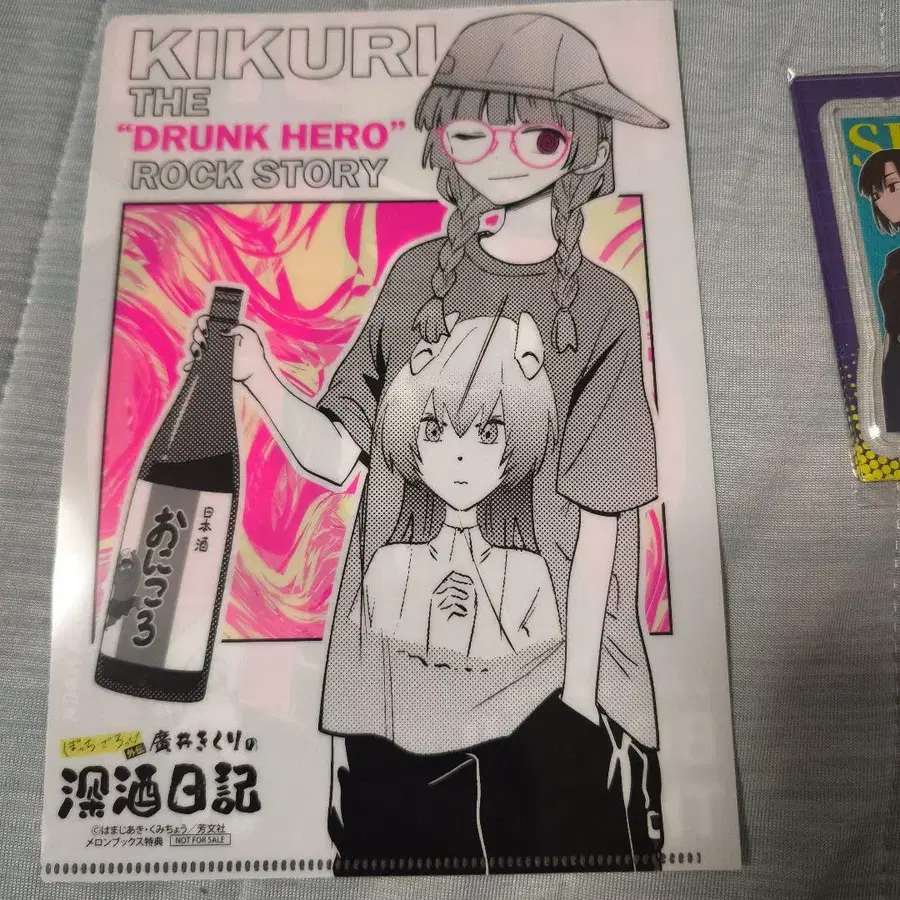 KIKURI
THE
“DRUNK HERO”
ROCK STORY
日本酒
おにころ
ぼっち・ざ・ろっく!
外伝
廣井きくりの
深酒日記
©はまじあき・くみちょう/芳文社
メロンブックス特典 NOT FOR SALE